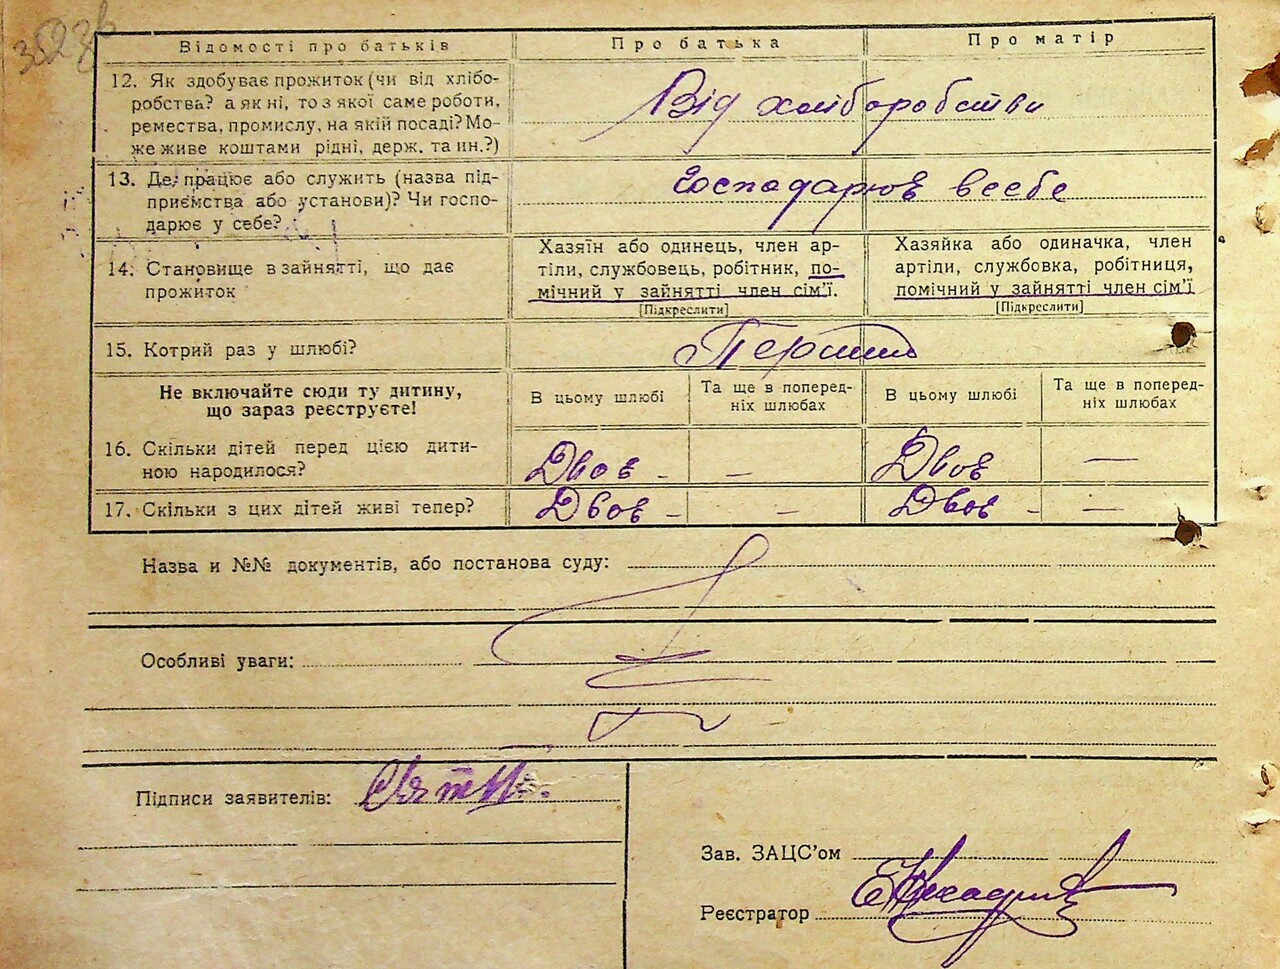 Відомості про батьків Про батька Про матір
12. Як здобуває прожиток (чи від хлібо-
робства? а як ні, то з якої саме роботи,
ремества, промислу, на якій посаді? Мо-
же живе коштами рідні, держ. та ин.?)
Від хліборобства
13. Де працює або служить (назва під-
приємства або установи)? Чи госпо-
дарює у себе?
Господарює в себе
14. Становище в зайнятті, що дає
прожиток
Хазяїн або одинець, член ар-
тіли, службовець, робітник, по-
мічний у зайнятті член сім'ї.
[Підкреслити]
Хазяйка або одиначка, член
артіли, службовка, робітниця,
помічний у зайнятті член сім'ї
[Підкреслити]
15. Котрий раз у шлюбі?
Не включайте сюди ту дитину,
що зараз реєструєте!
В цьому шлюбі
Та ще в поперед-
ніх шлюбах
В цьому шлюбі
Та ще в поперед-
ніх шлюбах
16. Скільки дітей перед цією дити-
ною народилося?
Двоє - — Двоє —
17. Скільки з цих дітей живі тепер? Двоє - — Двоє - —
Назва и №№ документів, або постанова суду:
Особливі уваги:
Підписи заявителів:
Зав. ЗАЦС'ом
Реєстратор